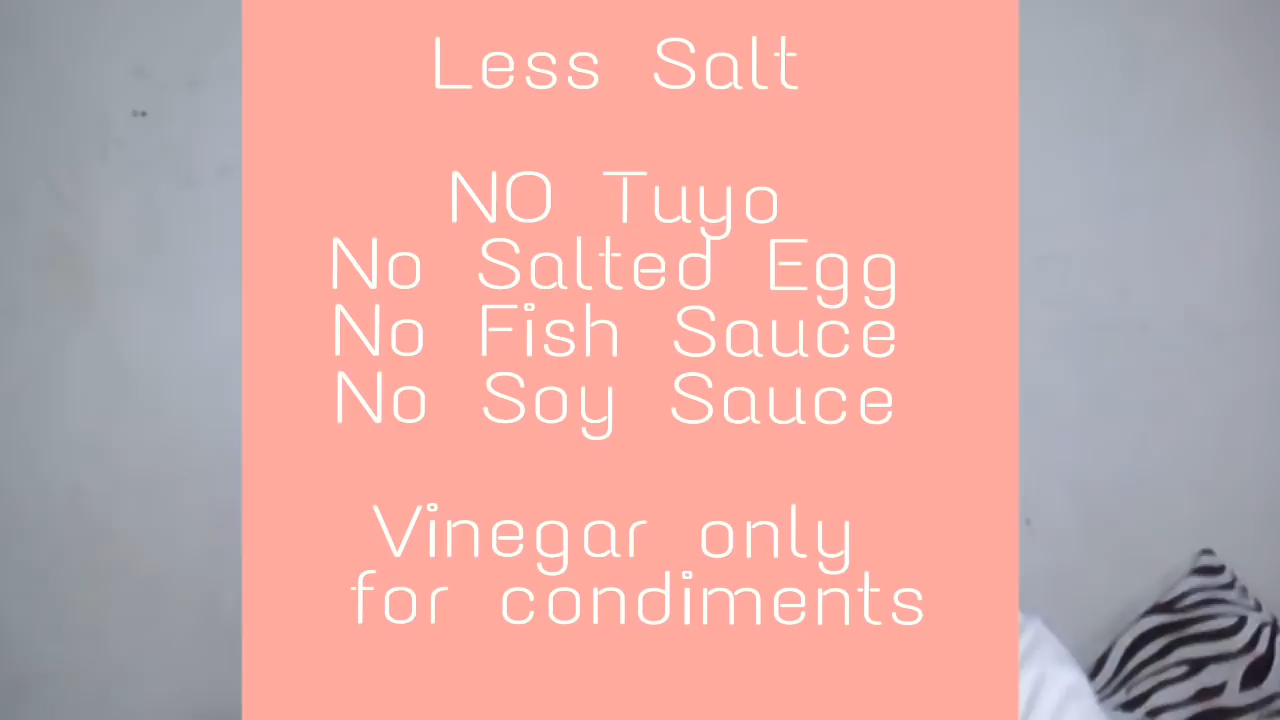 Less Salt
NO Tuyo
No Salted Egg
No Fish Sauce
No Soy Sauce
Vinegar only
for condiments